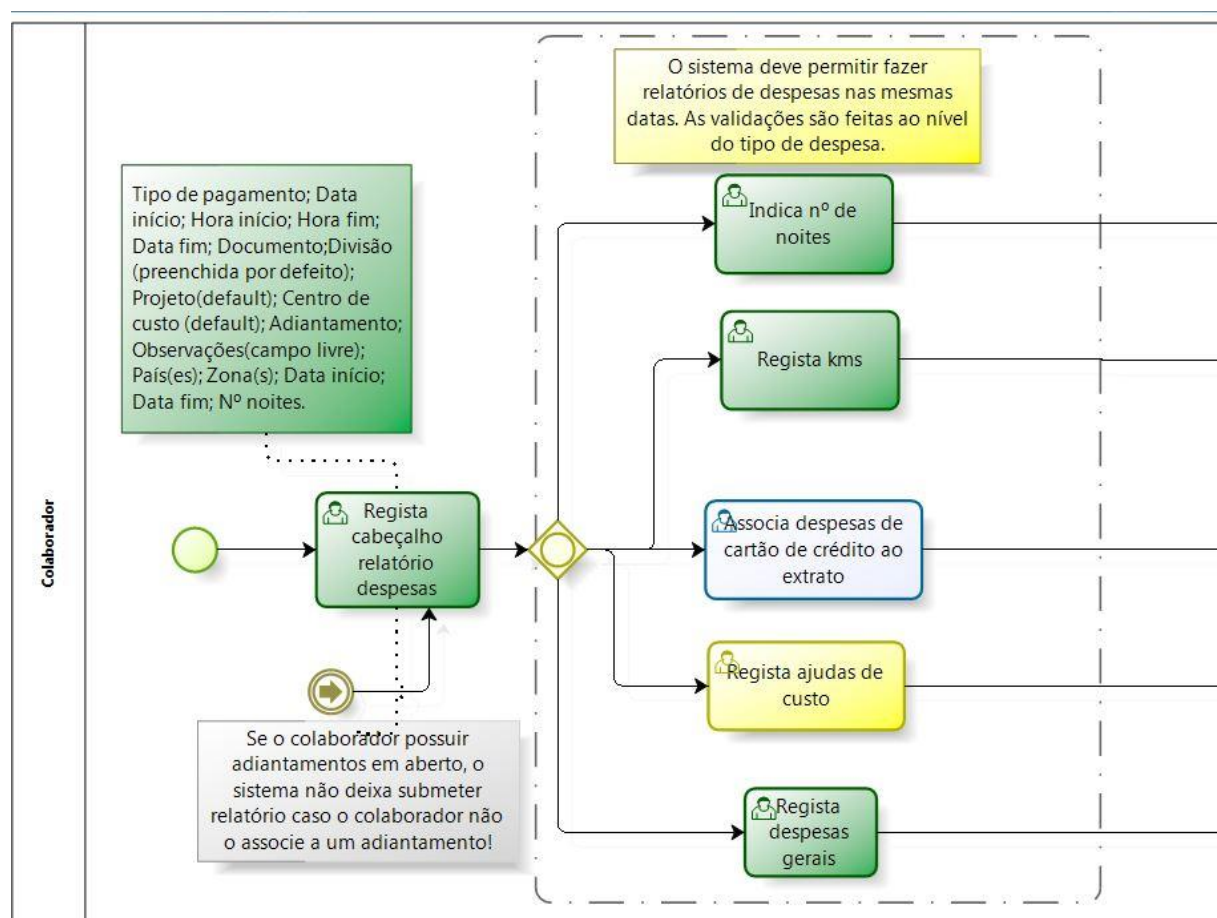 Colaborador
O sistema deve permitir fazer
relatórios de despesas nas mesmas
datas. As validações são feitas ao nível
do tipo de despesa.
Tipo de pagamento; Data
início; Hora início; Hora fim;
Data fim; Documento;Divisão
(preenchida por defeito);
Projeto(default); Centro de
custo (default); Adiantamento;
Observações(campo livre);
País(es); Zona(s); Data início;
Data fim; Nº noites.
Indica nº de
noites
Regista kms
Regista
cabeçalho
relatório
despesas
Associa despesas de
cartão de crédito ao
extrato
Regista ajudas de
custo
Se o colaborador possuir
adiantamentos em aberto, o
sistema não deixa submeter
relatório caso o colaborador não
o associe a um adiantamento!
Regista
despesas
gerais